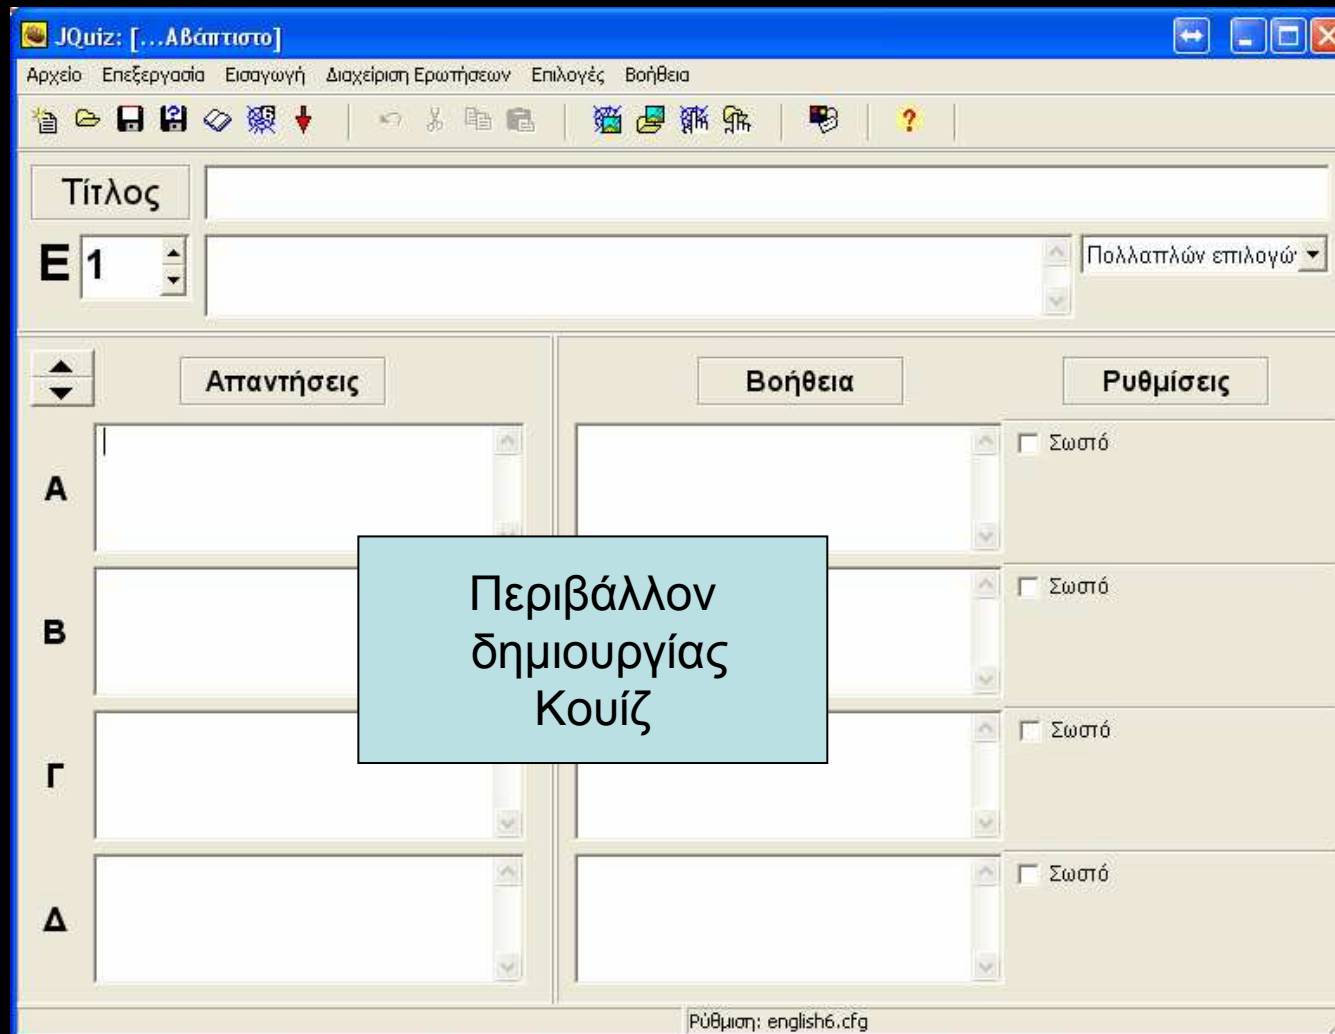 JQuiz: [...Αβάπτιστο]
Αρχείο Επεξεργασία Εισαγωγή Διαχείριση Ερωτήσεων Επιλογές Βοήθεια
Τίτλος
Ε 1 Πολλαπλών επιλογώ
Απαντήσεις Βοήθεια Ρυθμίσεις
Α Σωστό
Β Σωστό
Περιβάλλον
δημιουργίας
Κουίζ
Γ Σωστό
Δ Σωστό
Ρύθμιση: english6.cfg